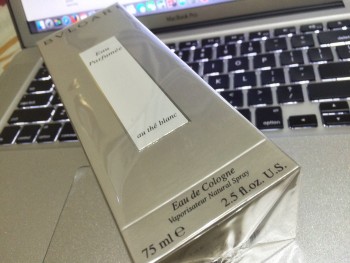 BVLGARI
Eau
Parfumée
au thé blanc
Eau de Cologne
Vaporisateur Natural Spray
75 ml e 2.5 fl.oz. U.S.